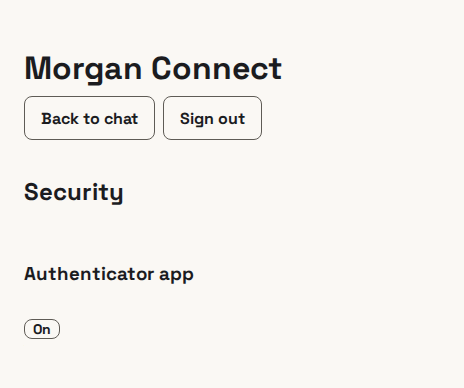 Morgan Connect
Back to chat Sign out
Security
Authenticator app
On